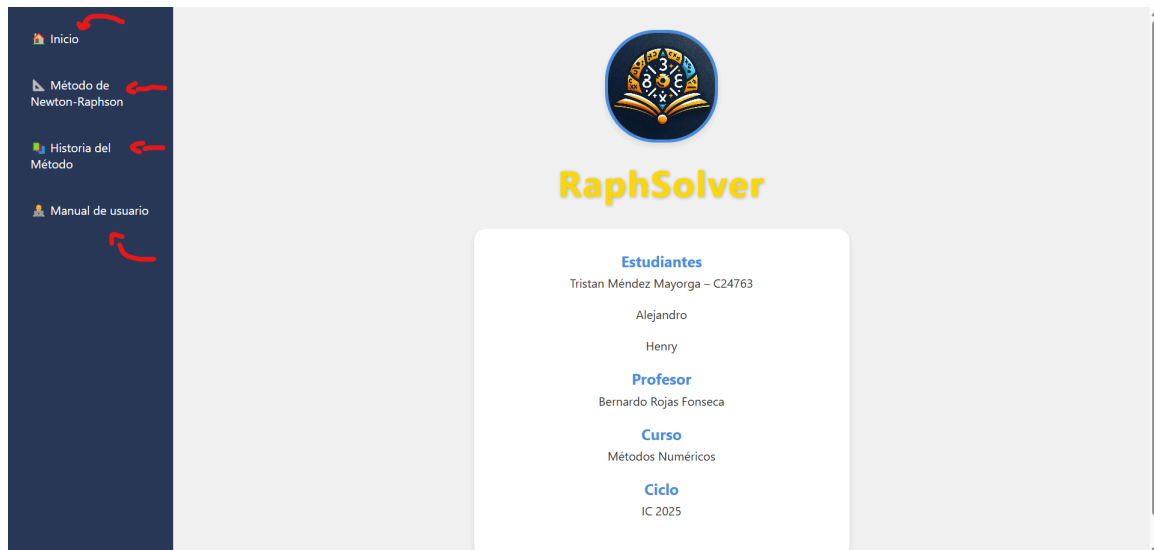 Inicio
Método de
Newton-Raphson
Historia del
Método
Manual de usuario
RaphSolver
Estudiantes
Tristan Méndez Mayorga – C24763
Alejandro
Henry
Profesor
Bernardo Rojas Fonseca
Curso
Métodos Numéricos
Ciclo
IC 2025